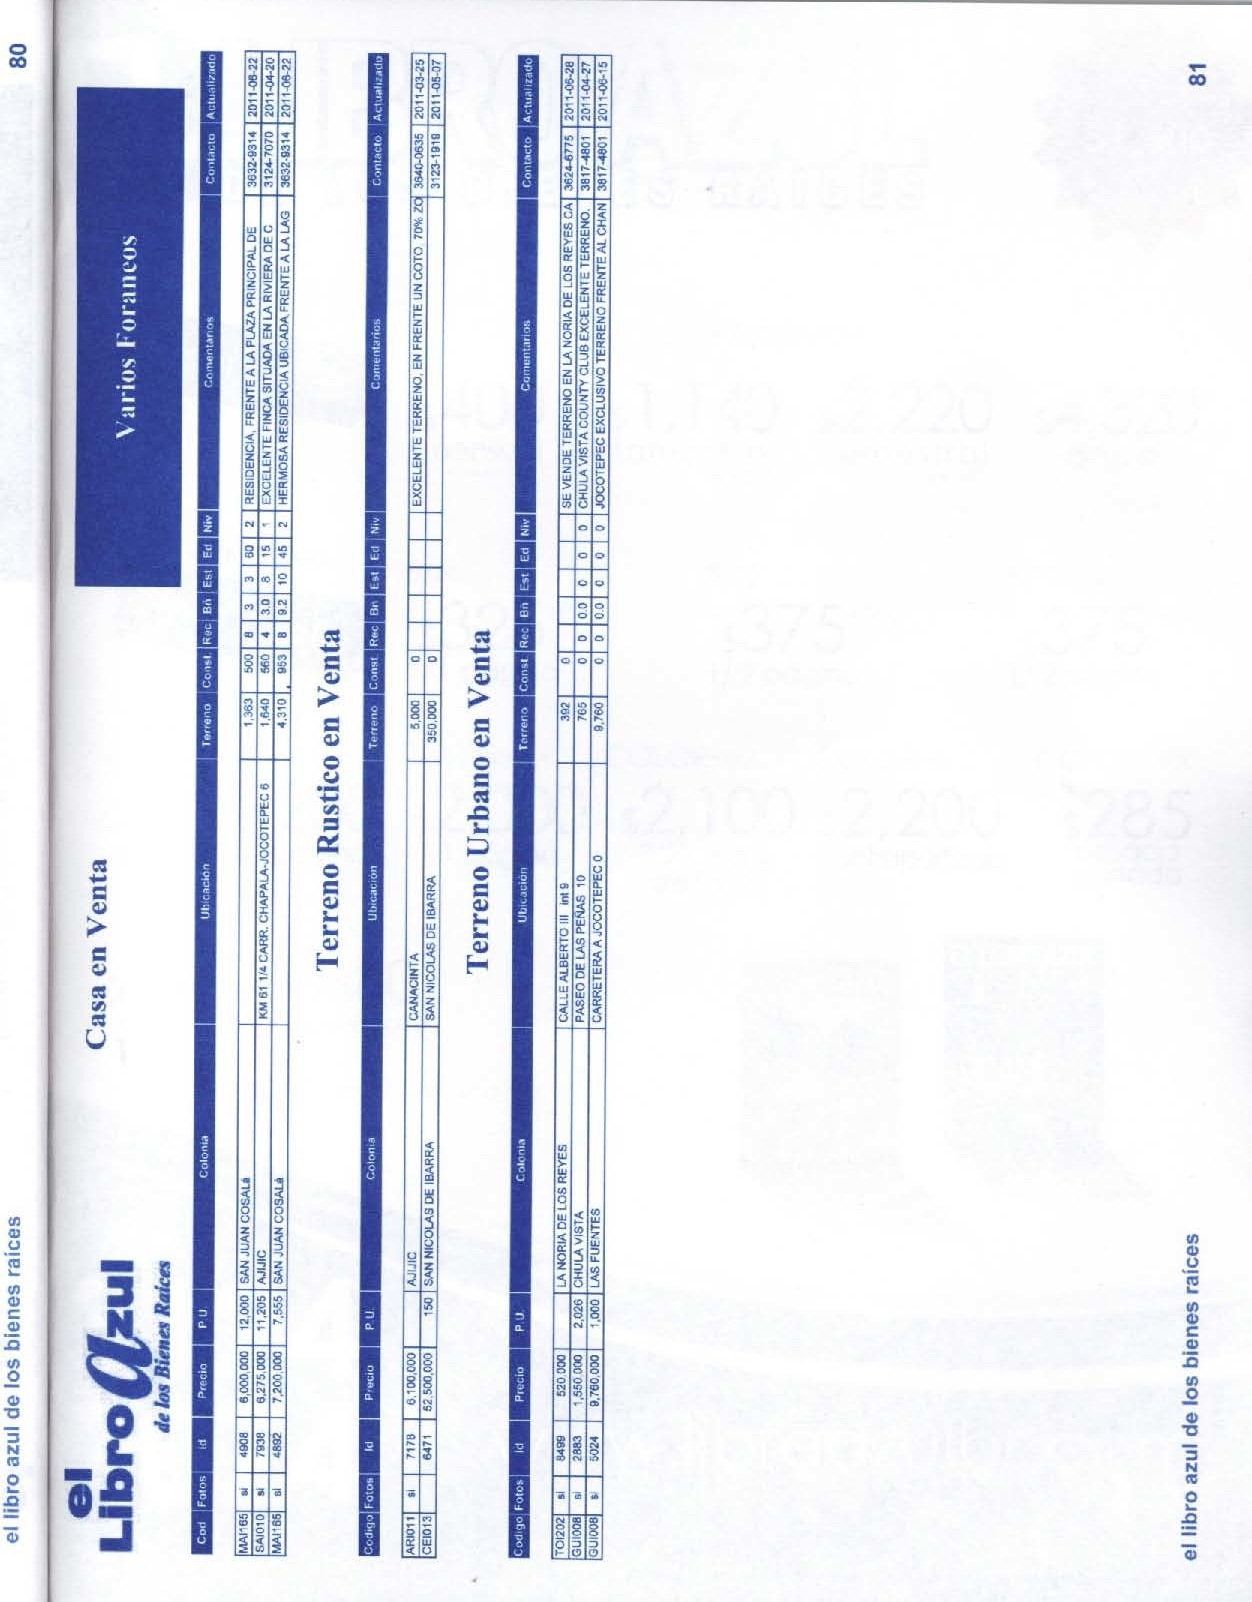 el libro azul de los bienes raíces 80
el
Libro azul
de los Bienes Raíces
Casa en Venta
Varios Foraneos
Cod Fotos id Precio P.U. Colonia Ubicación Terreno Const. Rec Bñ Est Ed Niv Comentarios Contacto Actualizado
MAI165 si 4908 6,000,000 12,000 SAN JUAN COSALá 1,363 500 8 3 3 60 2 RESIDENCIA, FRENTE A LA PLAZA PRINCIPAL DE 3632-9314 2011-06-22
SAI010 si 7938 6,275,000 11,205 AJIJIC KM 61 1/4 CARR. CHAPALA-JOCOTEPEC 6 1,640 560 4 3.0 8 15 1 EXCELENTE FINCA SITUADA EN LA RIVIERA DE C 3124-7070 2011-04-20
MAI165 si 4892 7,200,000 7,555 SAN JUAN COSALá 4,310 953 8 9.2 10 45 2 HERMOSA RESIDENCIA UBICADA FRENTE A LA LAG 3632-9314 2011-06-22
Terreno Rustico en Venta
Codigo Fotos Id Precio P.U. Colonia Ubicación Terreno Const. Rec Bñ Est Ed Niv Comentarios Contacto Actualizado
ARI011 si 7178 6,100,000 AJIJIC CANACINTA 5,000 0 EXCELENTE TERRENO, EN FRENTE UN COTO, 70% ZO 3640-0635 2011-03-25
CEI013 6471 52,500,000 150 SAN NICOLAS DE IBARRA SAN NICOLAS DE IBARRA 350,000 0 3123-1919 2011-05-07
Terreno Urbano en Venta
Codigo Fotos Id Precio P.U. Colonia Ubicación Terreno Const. Rec Bñ Est Ed Niv Comentarios Contacto Actualizado
TOI202 si 8499 520,000 LA NORIA DE LOS REYES CALLE ALBERTO III int 9 392 0 SE VENDE TERRENO EN LA NORIA DE LOS REYES CA 3624-6775 2011-06-28
GUI008 si 2883 1,550,000 2,026 CHULA VISTA PASEO DE LAS PEÑAS 10 765 0 0 0.0 0 0 0 CHULA VISTA COUNTY CLUB EXCELENTE TERRENO, 3817-4801 2011-04-27
GUI008 si 5024 9,760,000 1,000 LAS FUENTES CARRETERA A JOCOTEPEC 0 9,760 0 0 0.0 0 0 0 JOCOTEPEC EXCLUSIVO TERRENO FRENTE AL CHAN 3817-4801 2011-06-15
el libro azul de los bienes raíces 81